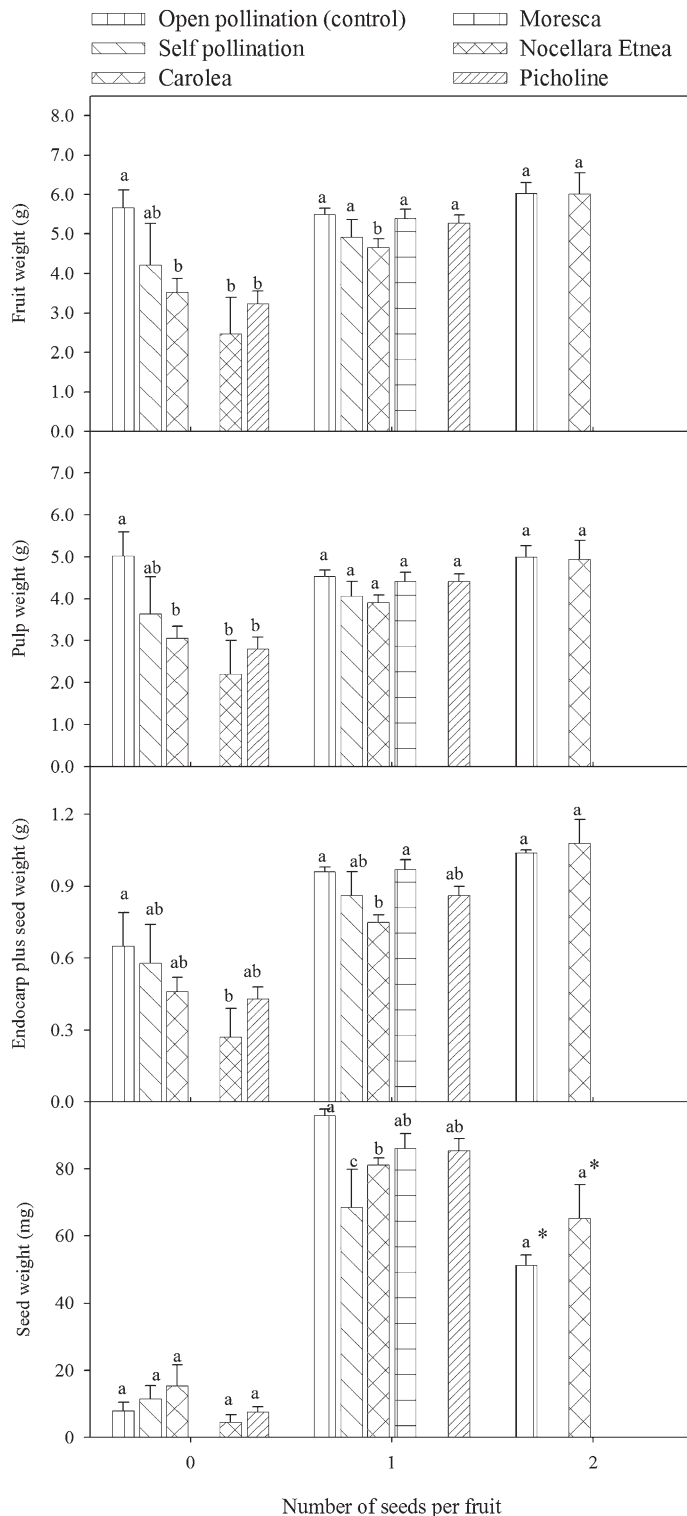 Open pollination (control) Moresca
Self pollination Nocellara Etnea
Carolea Picholine
8.0
7.0
a a
6.0 a a a
ab a a
5.0 b
b
4.0
b b
3.0
2.0
1.0
0.0
Fruit weight (g)
7.0
6.0
a a a
5.0 ab a a a a a
4.0 b
b b
3.0
2.0
1.0
0.0
Pulp weight (g)
1.2 a
a
a ab a
0.9 ab
a ab b
0.6 ab ab
b
0.3
0.0
Endocarp plus seed weight (g)
a
ab ab
80 c b a*
60 a *
40
20 a a a
a a
0
Seed weight (mg)
0 1 2
Number of seeds per fruit